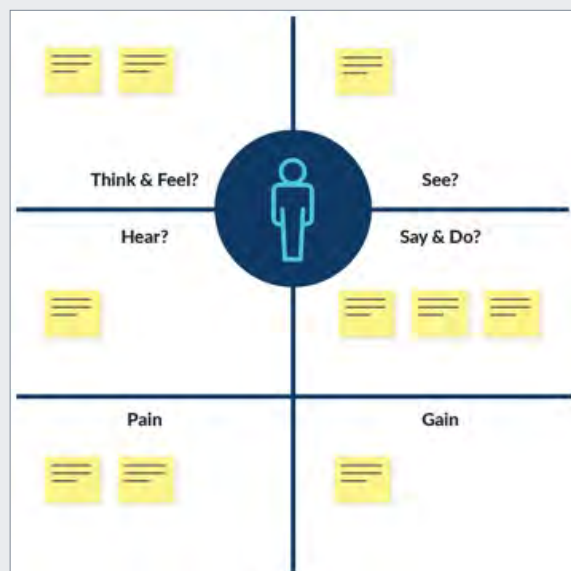 Think & Feel?
See?
Hear?
Say & Do?
Pain
Gain